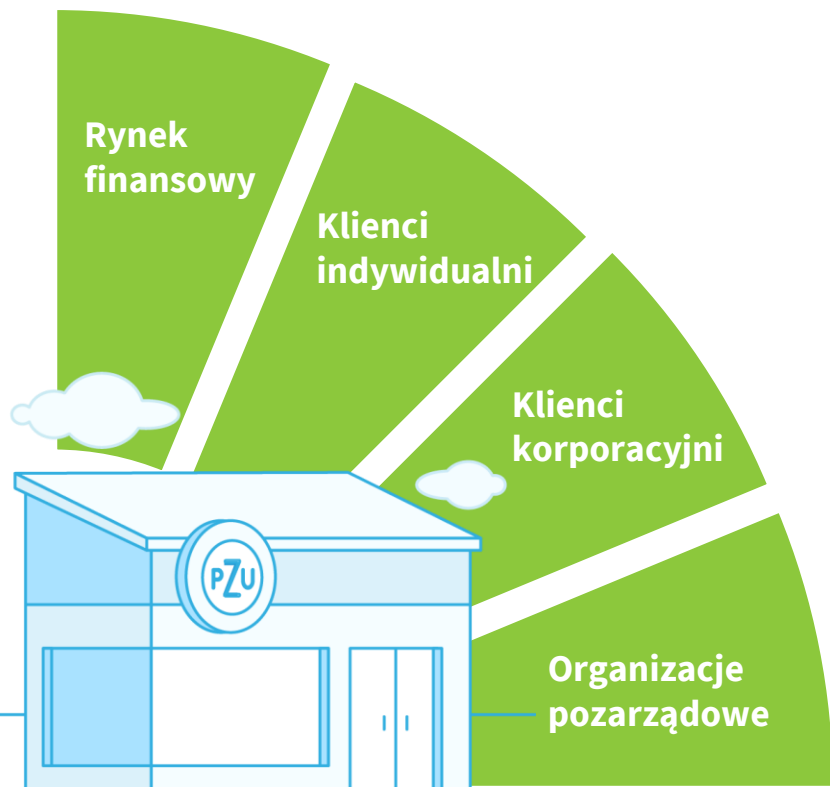 Rynek
finansowy
Klienci
indywidualni
Klienci
korporacyjni
PZU
Organizacje
pozarządowe